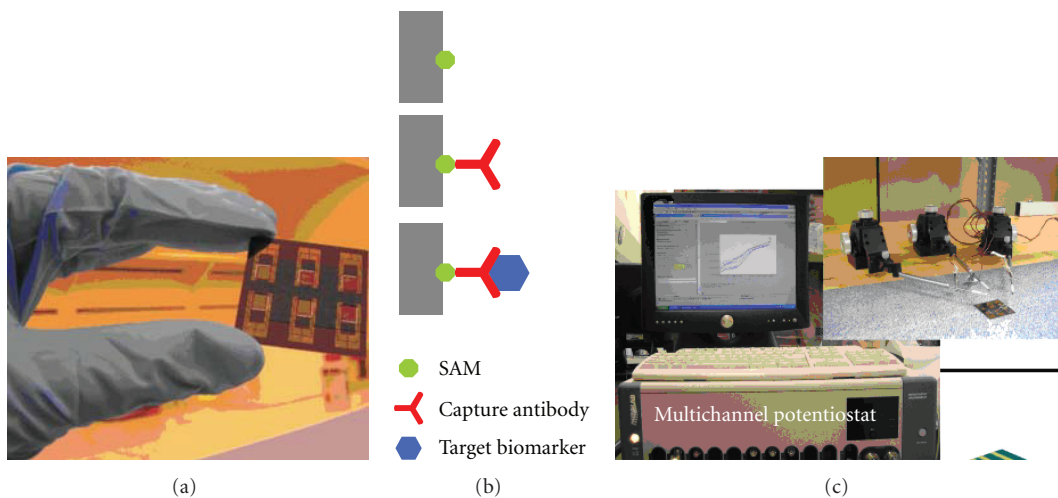 SAM
Capture antibody
Target biomarker
Multichannel potentiostat
(a)
(b)
(c)